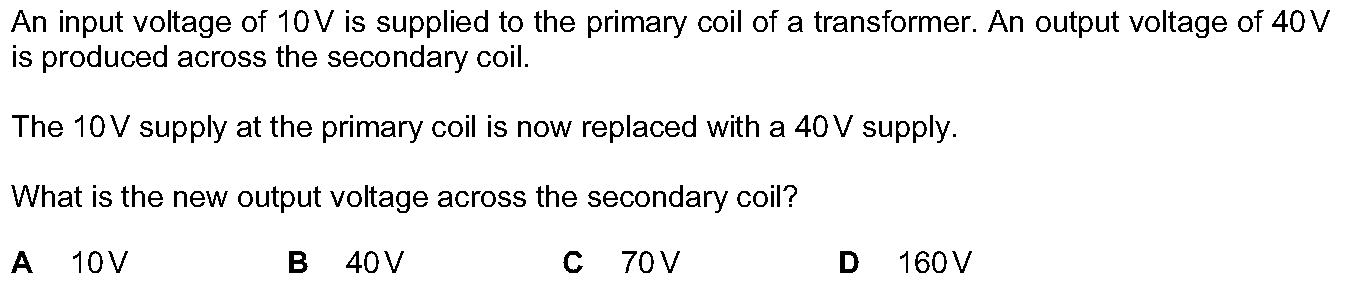 An input voltage of 10 V is supplied to the primary coil of a transformer. An output voltage of 40 V
is produced across the secondary coil.
The 10 V supply at the primary coil is now replaced with a 40 V supply.
What is the new output voltage across the secondary coil?
A 10 V B 40 V C 70 V D 160 V